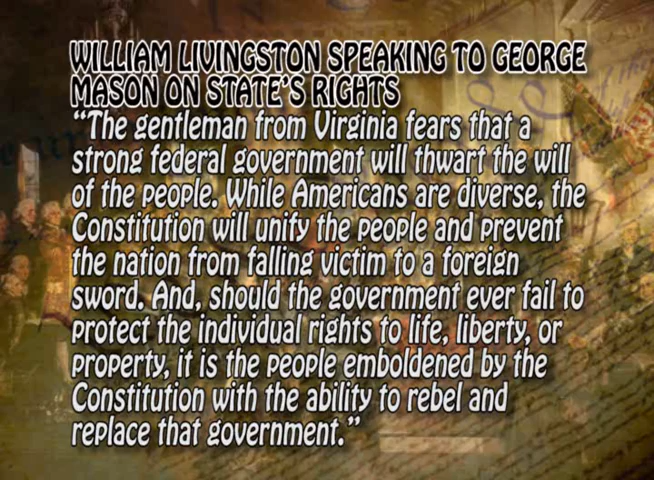 WILLIAM LIVINGSTON SPEAKING TO GEORGE
MASON ON STATE'S RIGHTS
"The gentleman from Virginia fears that a
strong federal government will thwart the will
of the people. While Americans are diverse, the
Constitution will unify the people and prevent
the nation from falling victim to a foreign
sword. And, should the government ever fail to
protect the individual rights to life, liberty, or
property, it is the people emboldened by the
Constitution with the ability to rebel and
replace that government."